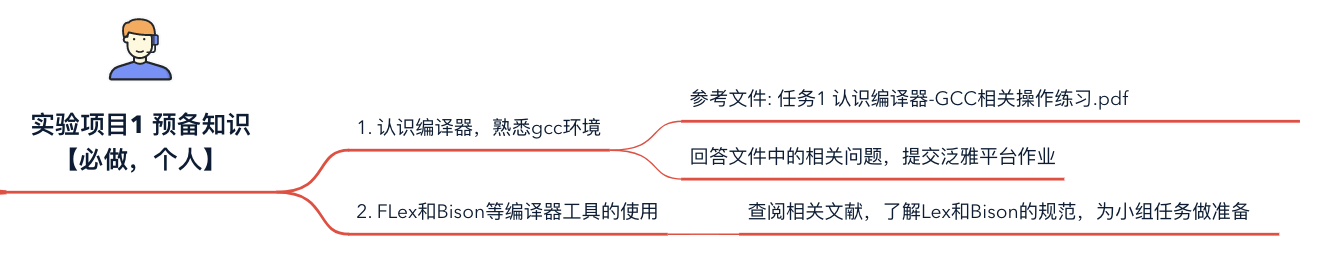 实验项目1 预备知识
【必做，个人】
1. 认识编译器，熟悉gcc环境
参考文件: 任务1 认识编译器-GCC相关操作练习.pdf
回答文件中的相关问题，提交泛雅平台作业
2. FLex和Bison等编译器工具的使用
查阅相关文献，了解Lex和Bison的规范，为小组任务做准备